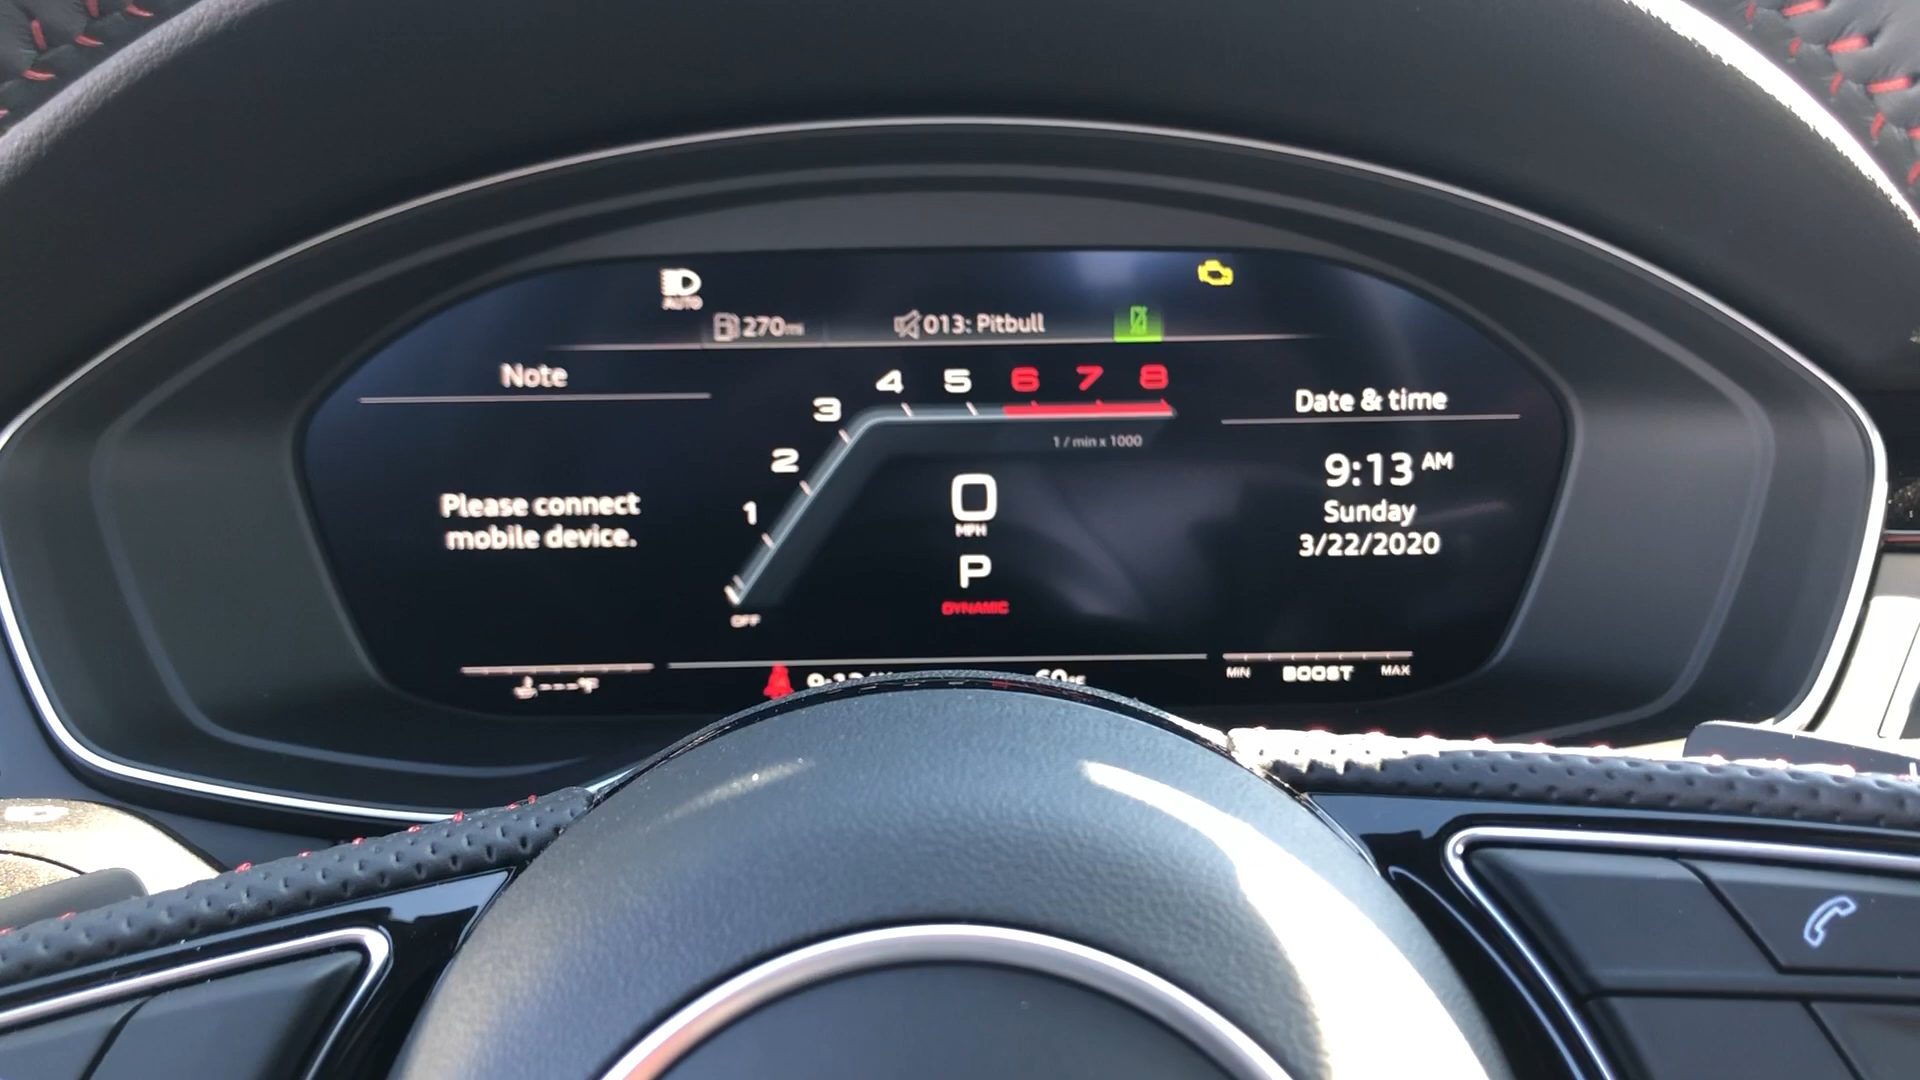 AUTO
270mi
013: Pitbull
Note
Please connect
mobile device.
1
2
3
4
5
6
7
8
1 / min x 1000
OFF
0
MPH
P
DYNAMIC
Date & time
9:13 AM
Sunday
3/22/2020
---°F
MIN
BOOST
MAX